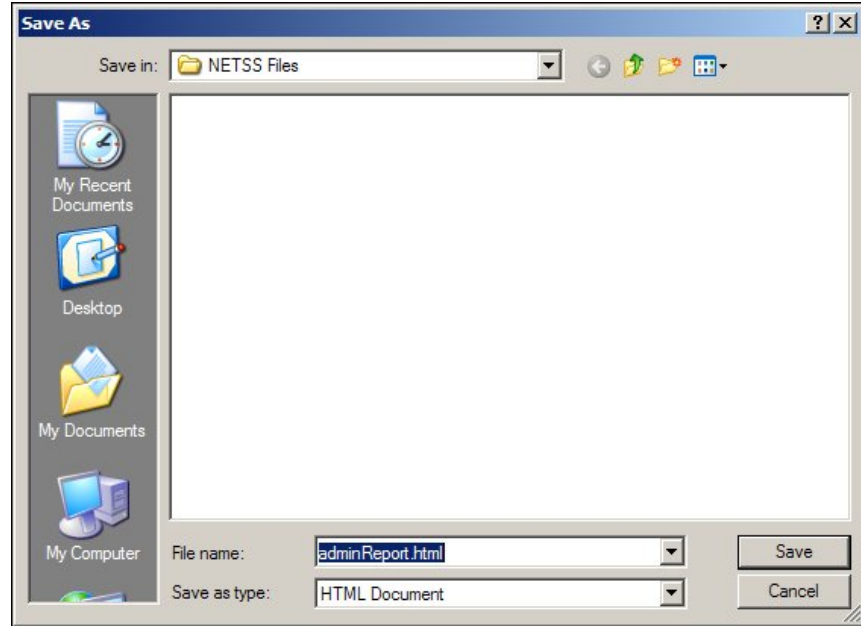 Save As
Save in:
NETSS Files
My Recent
Documents
Desktop
My Documents
My Computer
File name:
adminReport.html
Save
Save as type:
HTML Document
Cancel